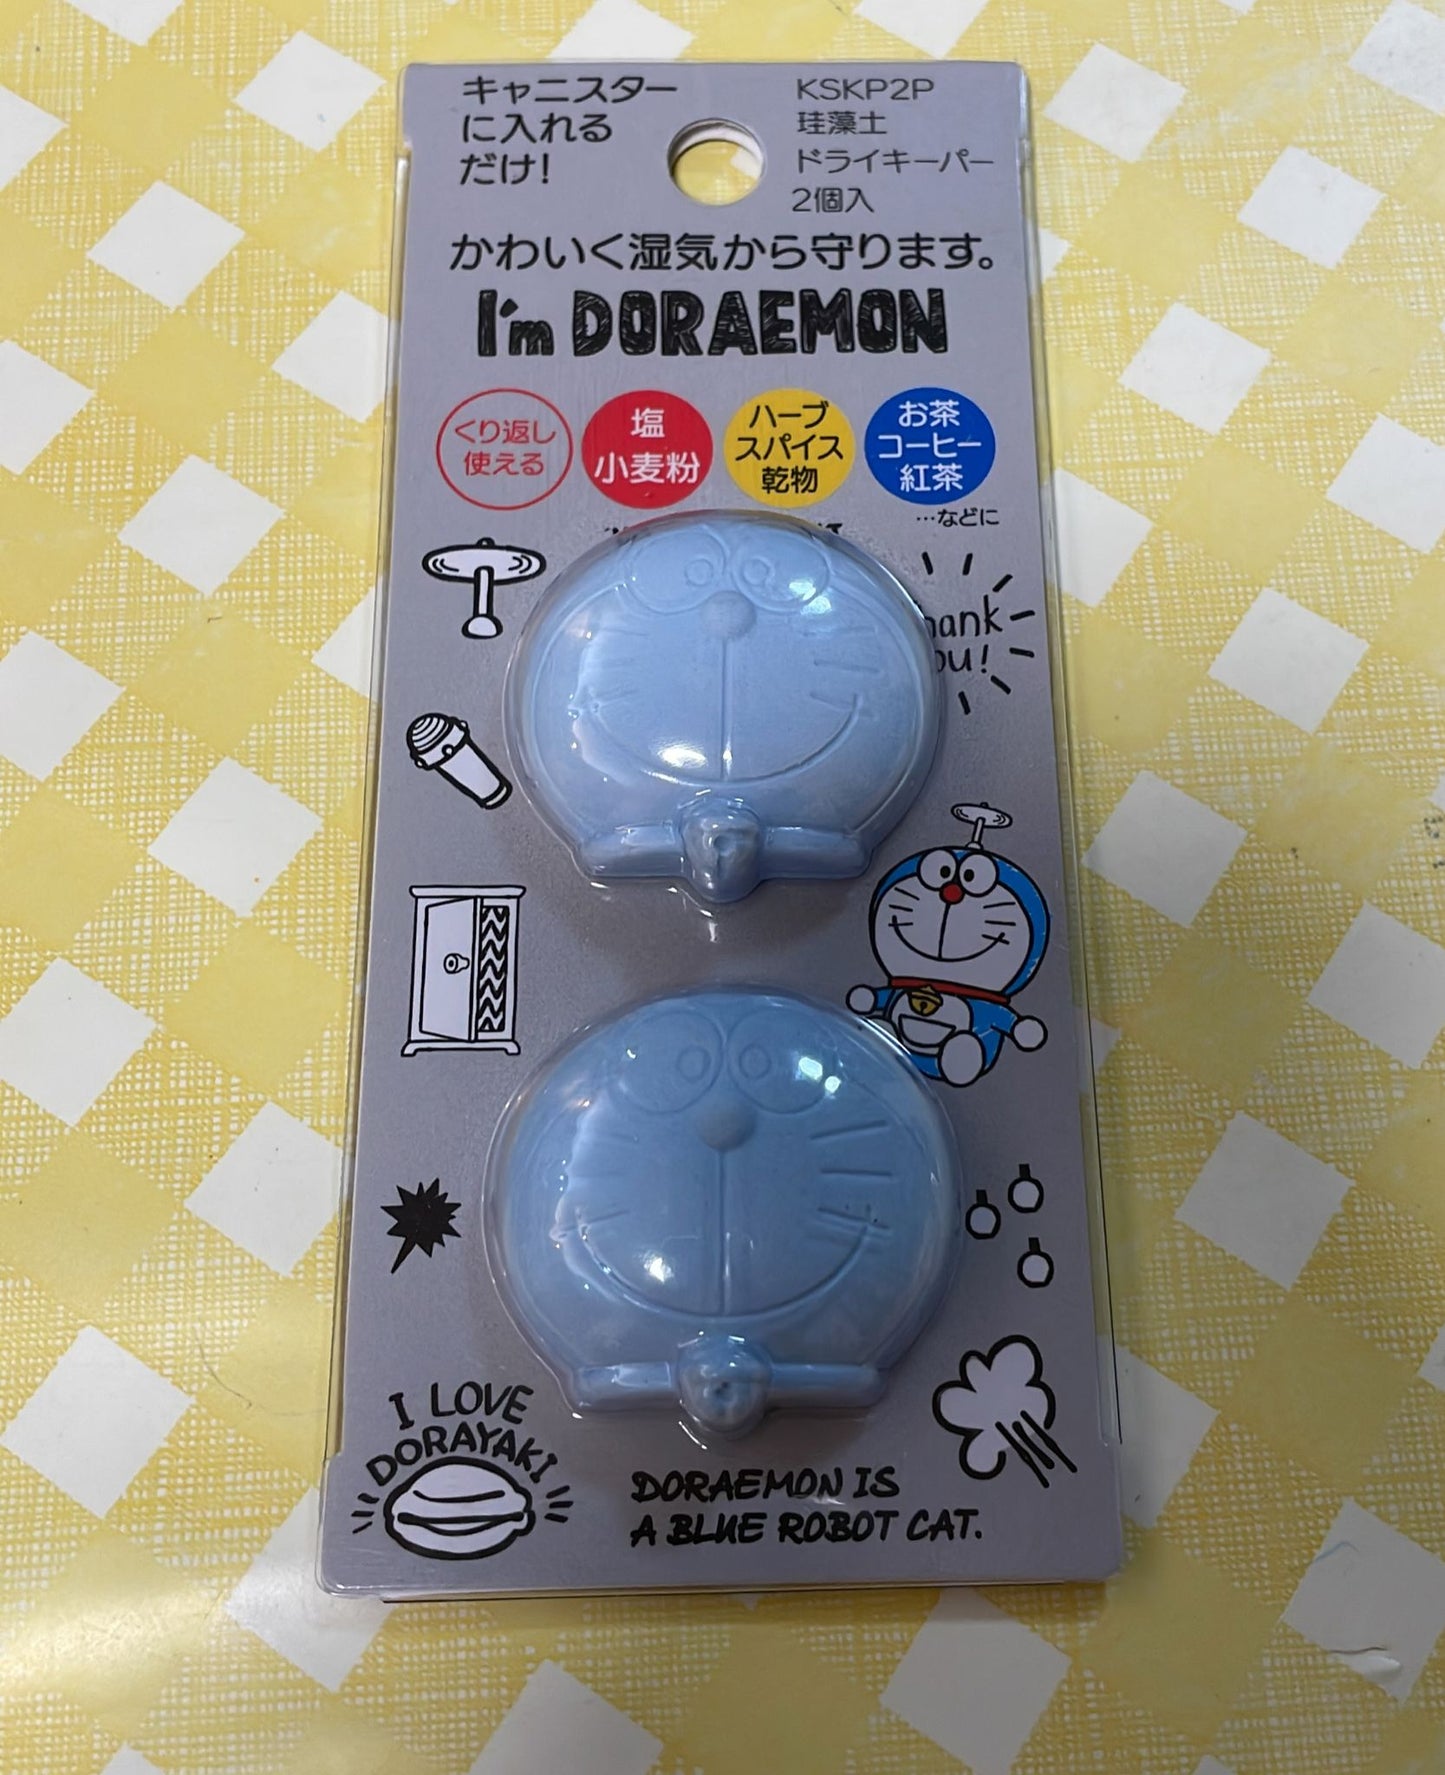 キャニスター
に入れる
だけ!
KSKP2P
珪藻土
ドライキーパー
2個入
かわいく湿気から守ります。
I'm DORAEMON
くり返し
使える
塩
小麦粉
ハーブ
スパイス
乾物
お茶
コーヒー
紅茶
…などに
I LOVE
DORAYAKI
DORAEMON IS
A BLUE ROBOT CAT.